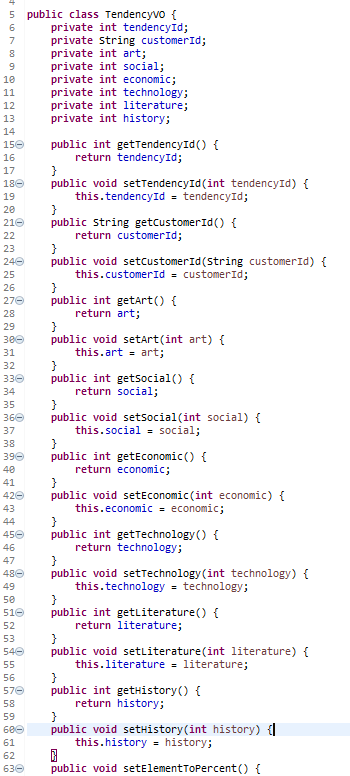 4
5 public class TendencyVO {
6     private int tendencyId;
7     private String customerId;
8     private int art;
9     private int social;
10     private int economic;
11     private int technology;
12     private int literature;
13     private int history;
14
15     public int getTendencyId() {
16         return tendencyId;
17     }
18     public void setTendencyId(int tendencyId) {
19         this.tendencyId = tendencyId;
20     }
21     public String getCustomerId() {
22         return customerId;
23     }
24     public void setCustomerId(String customerId) {
25         this.customerId = customerId;
26     }
27     public int getArt() {
28         return art;
29     }
30     public void setArt(int art) {
31         this.art = art;
32     }
33     public int getSocial() {
34         return social;
35     }
36     public void setSocial(int social) {
37         this.social = social;
38     }
39     public int getEconomic() {
40         return economic;
41     }
42     public void setEconomic(int economic) {
43         this.economic = economic;
44     }
45     public int getTechnology() {
46         return technology;
47     }
48     public void setTechnology(int technology) {
49         this.technology = technology;
50     }
51     public int getLiterature() {
52         return literature;
53     }
54     public void setLiterature(int literature) {
55         this.literature = literature;
56     }
57     public int getHistory() {
58         return history;
59     }
60     public void setHistory(int history) {
61         this.history = history;
62     }
63     public void setElementToPercent() {